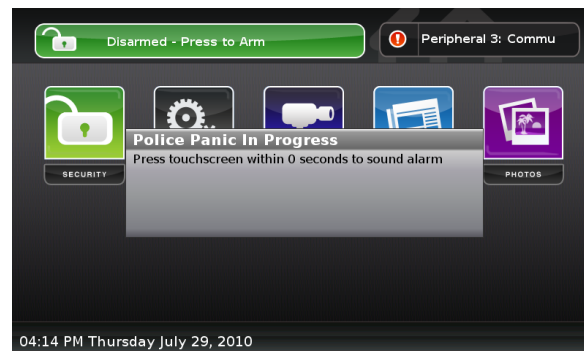 Disarmed - Press to Arm
Peripheral 3: Commu
Police Panic In Progress
Press touchscreen within 0 seconds to sound alarm
SECURITY
PHOTOS
04:14 PM Thursday July 29, 2010